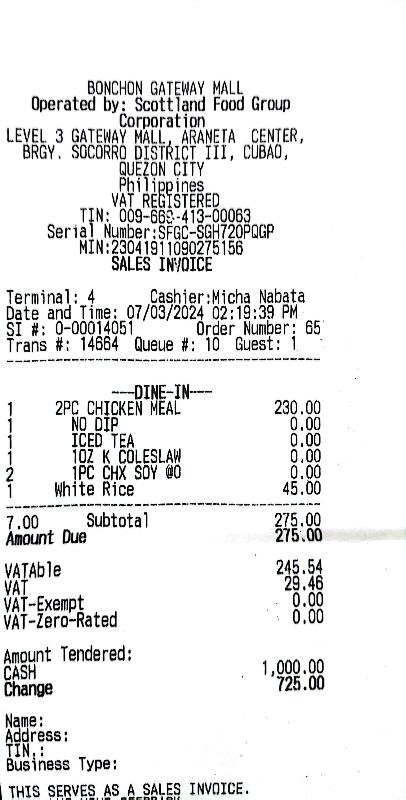 BONCHON GATEWAY MALL
Operated by: Scottland Food Group
Corporation
LEVEL 3 GATEWAY MALL, ARANETA CENTER,
BRGY. SOCORRO DISTRICT III, CUBAO,
QUEZON CITY
Philippines
VAT REGISTERED
TIN: 009-668-413-00063
Serial Number:SFGC-SGH720PQGP
MIN:23041911090275156
SALES INVOICE
Terminal: 4 Cashier:Micha Nabata
Date and Time: 07/03/2024 02:19:39 PM
SI #: 0-00014051 Order Number: 65
Trans #: 14664 Queue #: 10 Guest: 1
---DINE-IN---
1 2PC CHICKEN MEAL 230.00
1 NO DIP 0.00
1 ICED TEA 0.00
1 1OZ K COLESLAW 0.00
2 1PC CHX SOY @0 0.00
1 White Rice 45.00
7.00 Subtotal 275.00
Amount Due 275.00
VATAble 245.54
VAT 29.46
VAT-Exempt 0.00
VAT-Zero-Rated 0.00
Amount Tendered:
CASH 1,000.00
Change 725.00
Name:
Address:
TIN.:
Business Type:
THIS SERVES AS A SALES INVOICE.